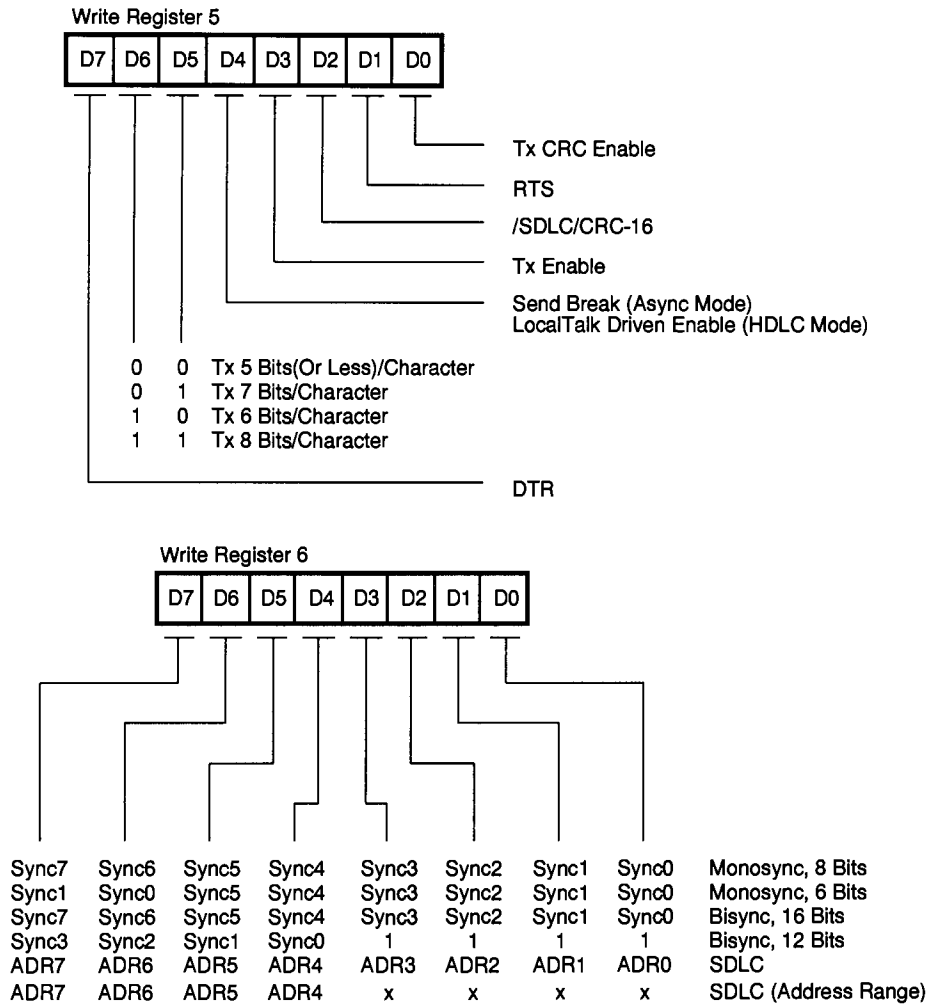 Write Register 5
D7 D6 D5 D4 D3 D2 D1 D0
Tx CRC Enable
RTS
/SDLC/CRC-16
Tx Enable
Send Break (Async Mode)
LocalTalk Driven Enable (HDLC Mode)
0 0 Tx 5 Bits(Or Less)/Character
0 1 Tx 7 Bits/Character
1 0 Tx 6 Bits/Character
1 1 Tx 8 Bits/Character
DTR
Write Register 6
D7 D6 D5 D4 D3 D2 D1 D0
Sync7 Sync6 Sync5 Sync4 Sync3 Sync2 Sync1 Sync0 Monosync, 8 Bits
Sync1 Sync0 Sync5 Sync4 Sync3 Sync2 Sync1 Sync0 Monosync, 6 Bits
Sync7 Sync6 Sync5 Sync4 Sync3 Sync2 Sync1 Sync0 Bisync, 16 Bits
Sync3 Sync2 Sync1 Sync0 1 1 1 1 Bisync, 12 Bits
ADR7 ADR6 ADR5 ADR4 ADR3 ADR2 ADR1 ADR0 SDLC
ADR7 ADR6 ADR5 ADR4 x x x x SDLC (Address Range)